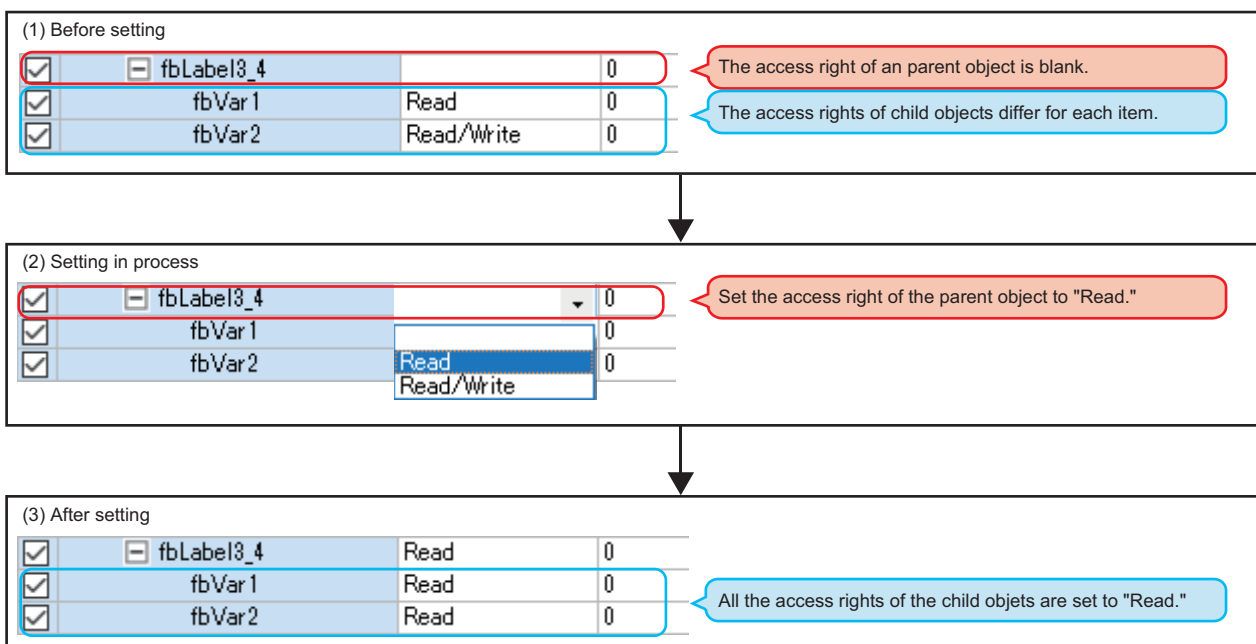 (1) Before setting
fbLabel3_4 0
The access right of an parent object is blank.
fbVar1 Read 0
The access rights of child objects differ for each item.
fbVar2 Read/Write 0
(2) Setting in process
fbLabel3_4 0
Set the access right of the parent object to "Read."
fbVar1 0
fbVar2 Read 0
Read/Write
(3) After setting
fbLabel3_4 Read 0
fbVar1 Read 0
All the access rights of the child objets are set to "Read."
fbVar2 Read 0